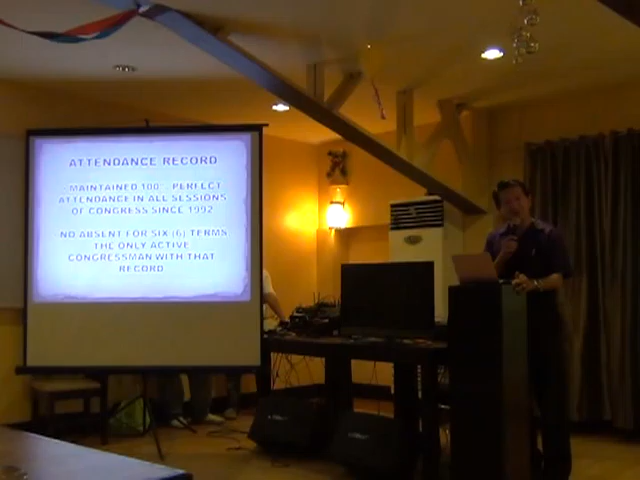 ATTENDANCE RECORD
MAINTAINED 100% PERFECT
ATTENDANCE IN ALL SESSIONS
OF CONGRESS SINCE 1992
NO ABSENT FOR SIX (6) TERMS
THE ONLY ACTIVE
CONGRESSMAN WITH THAT
RECORD